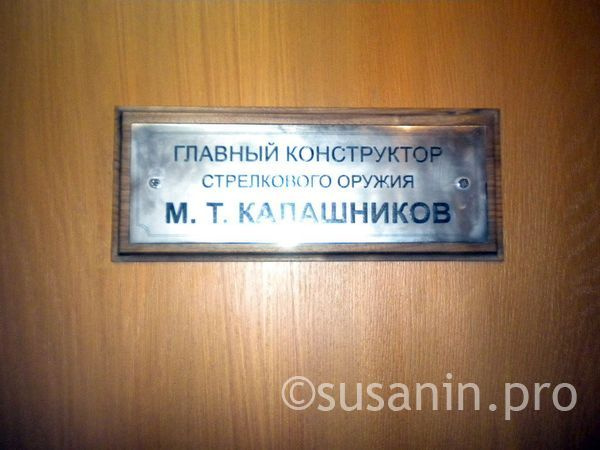 ГЛАВНЫЙ КОНСТРУКТОР
СТРЕЛКОВОГО ОРУЖИЯ
М. Т. КАЛАШНИКОВ
©susanin.pro